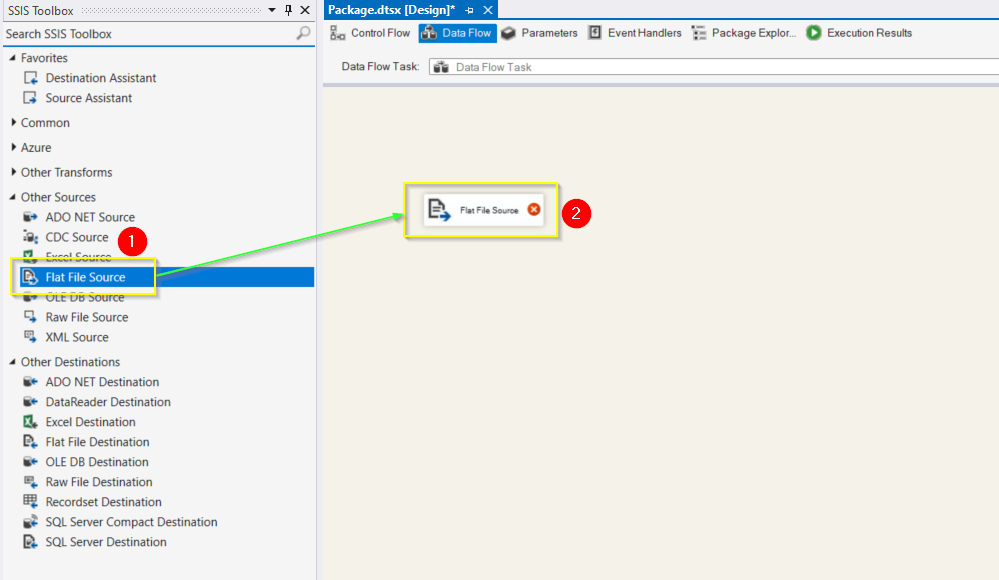 SSIS Toolbox
Search SSIS Toolbox
Favorites
Destination Assistant
Source Assistant
Common
Azure
Other Transforms
Other Sources
ADO NET Source
CDC Source
1
Excel Source
Flat File Source
OLE DB Source
Raw File Source
XML Source
Other Destinations
ADO NET Destination
DataReader Destination
Excel Destination
Flat File Destination
OLE DB Destination
Raw File Destination
Recordset Destination
SQL Server Compact Destination
SQL Server Destination
Package.dtsx [Design]*
Control Flow Data Flow Parameters Event Handlers Package Explor... Execution Results
Data Flow Task: Data Flow Task
Flat File Source
2